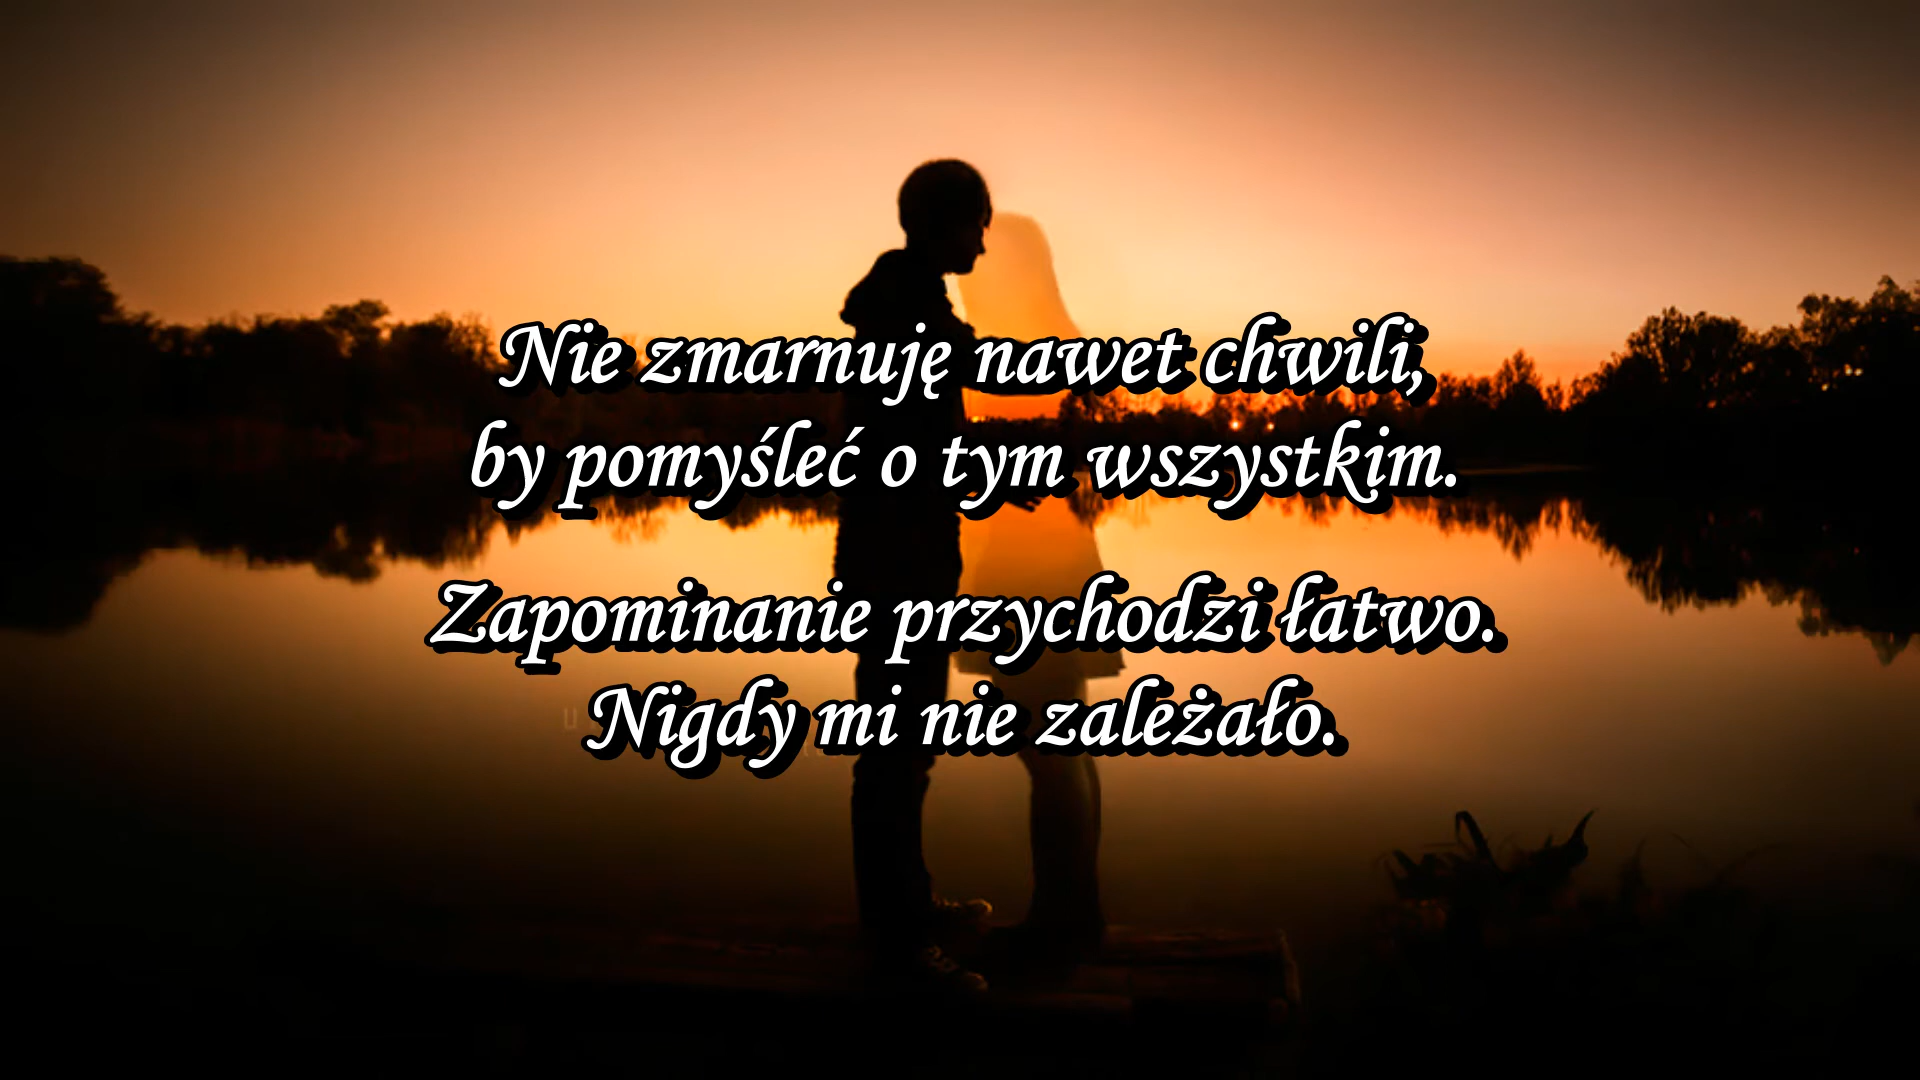 Nie zmarnuję nawet chwili,
by pomyśleć o tym wszystkim.
Zapominanie przychodzi łatwo.
Nigdy mi nie zależało.